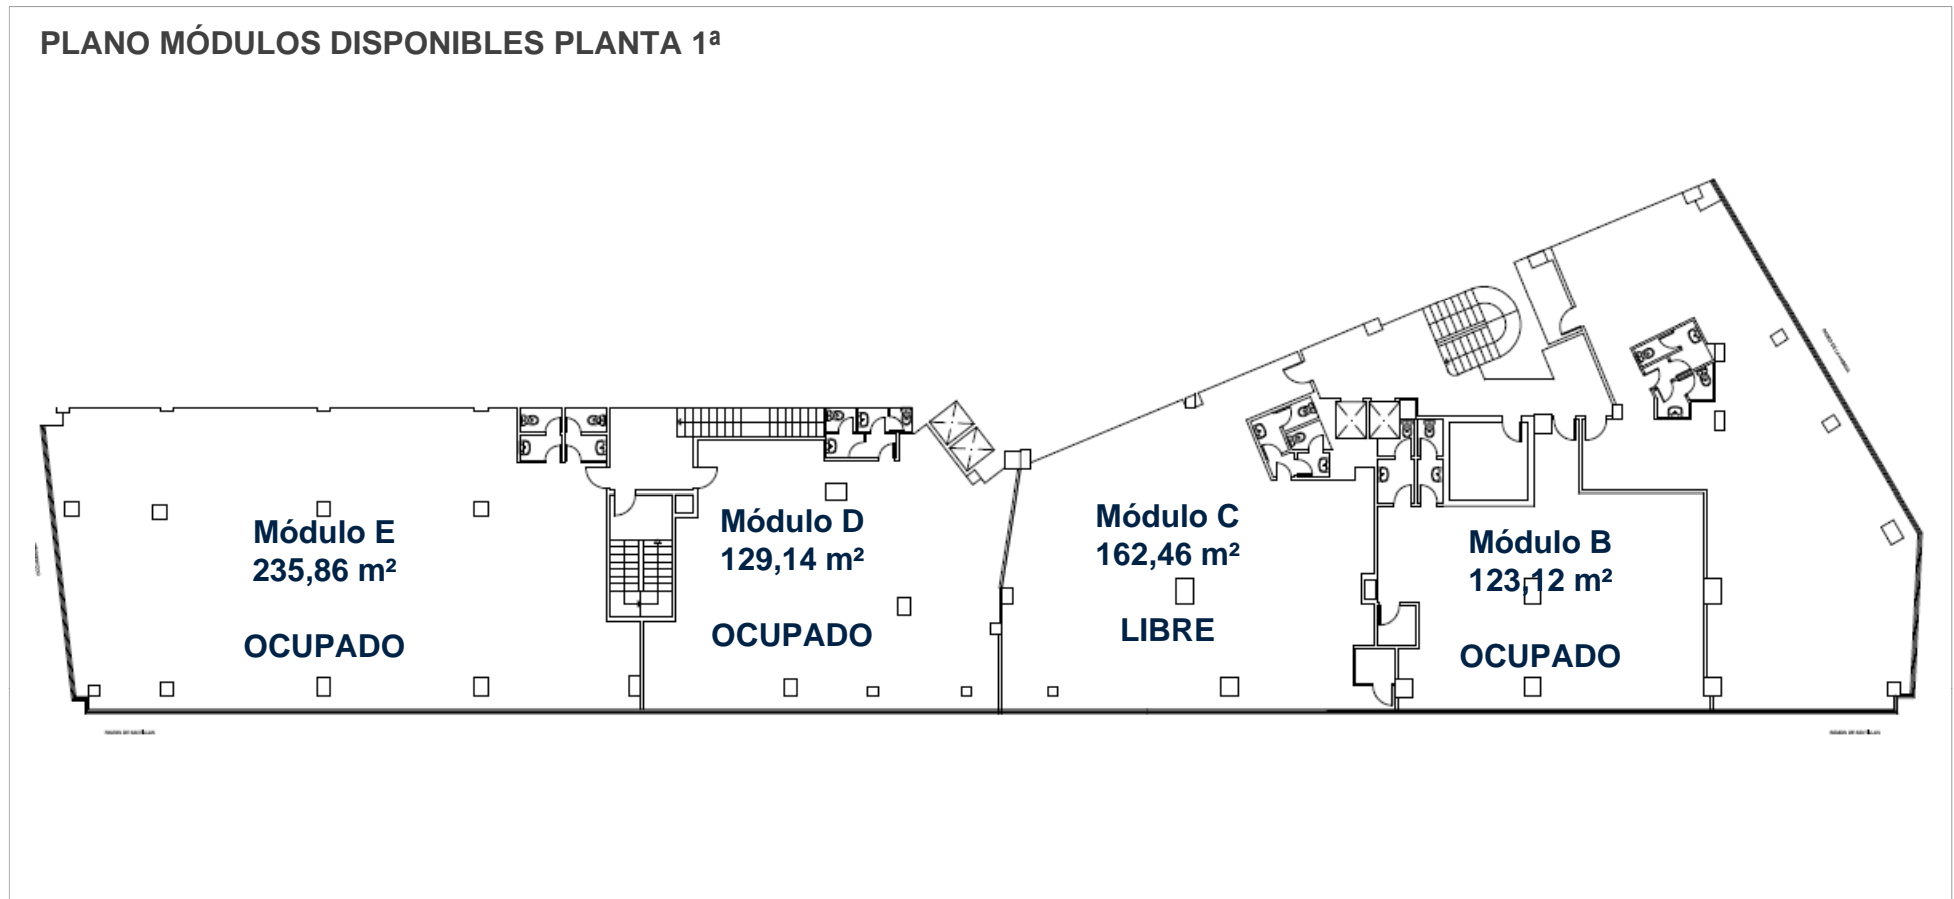 PLANO MÓDULOS DISPONIBLES PLANTA 1ª
Módulo E
235,86 m²
OCUPADO
Módulo D
129,14 m²
OCUPADO
Módulo C
162,46 m²
LIBRE
Módulo B
123,12 m²
OCUPADO